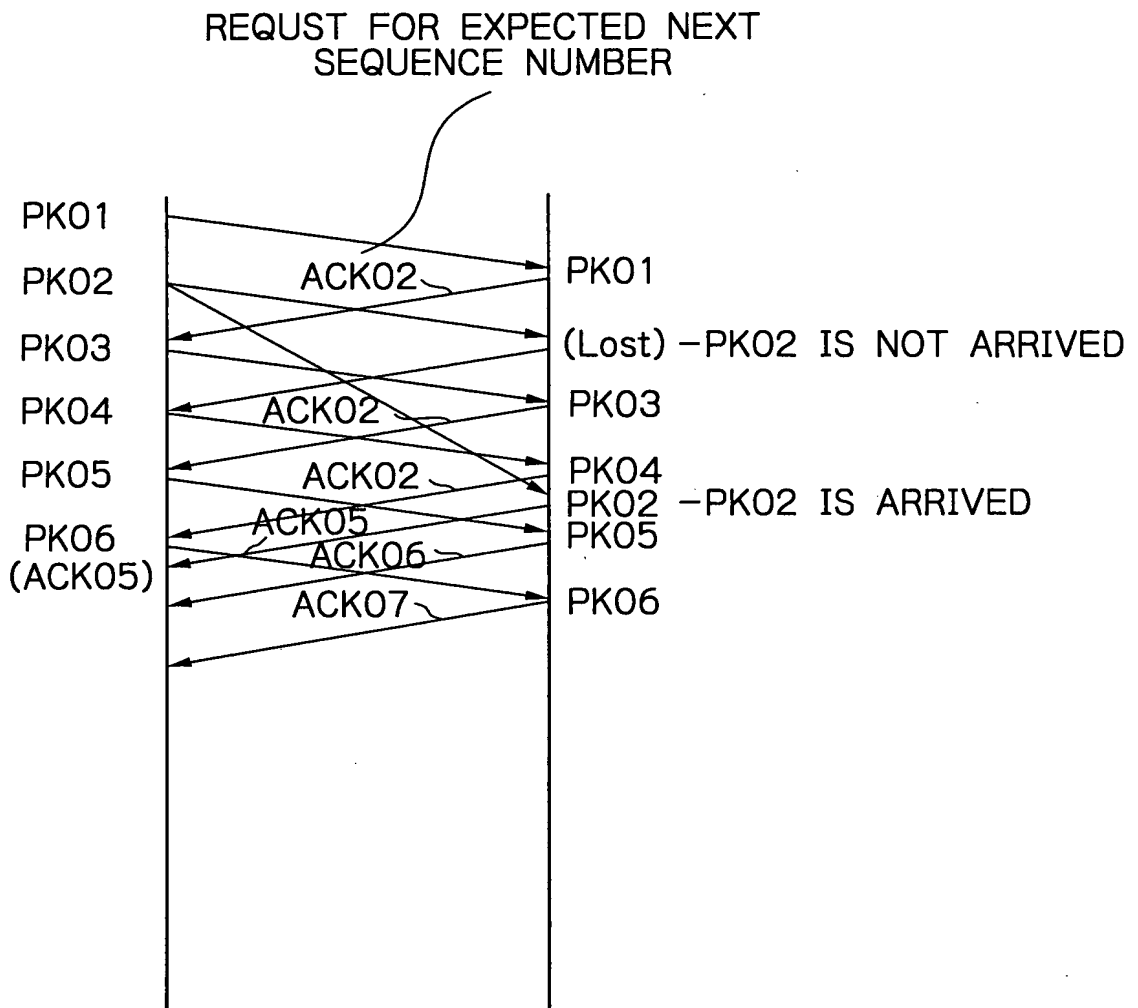 REQUST FOR EXPECTED NEXT
SEQUENCE NUMBER
PK01
PK02
ACK02
PK01
PK03
(Lost) -PK02 IS NOT ARRIVED
PK04
ACK02
PK03
PK05
ACK02
PK04
PK02 -PK02 IS ARRIVED
PK06
ACK05
PK05
(ACK05)
ACK06
ACK07
PK06